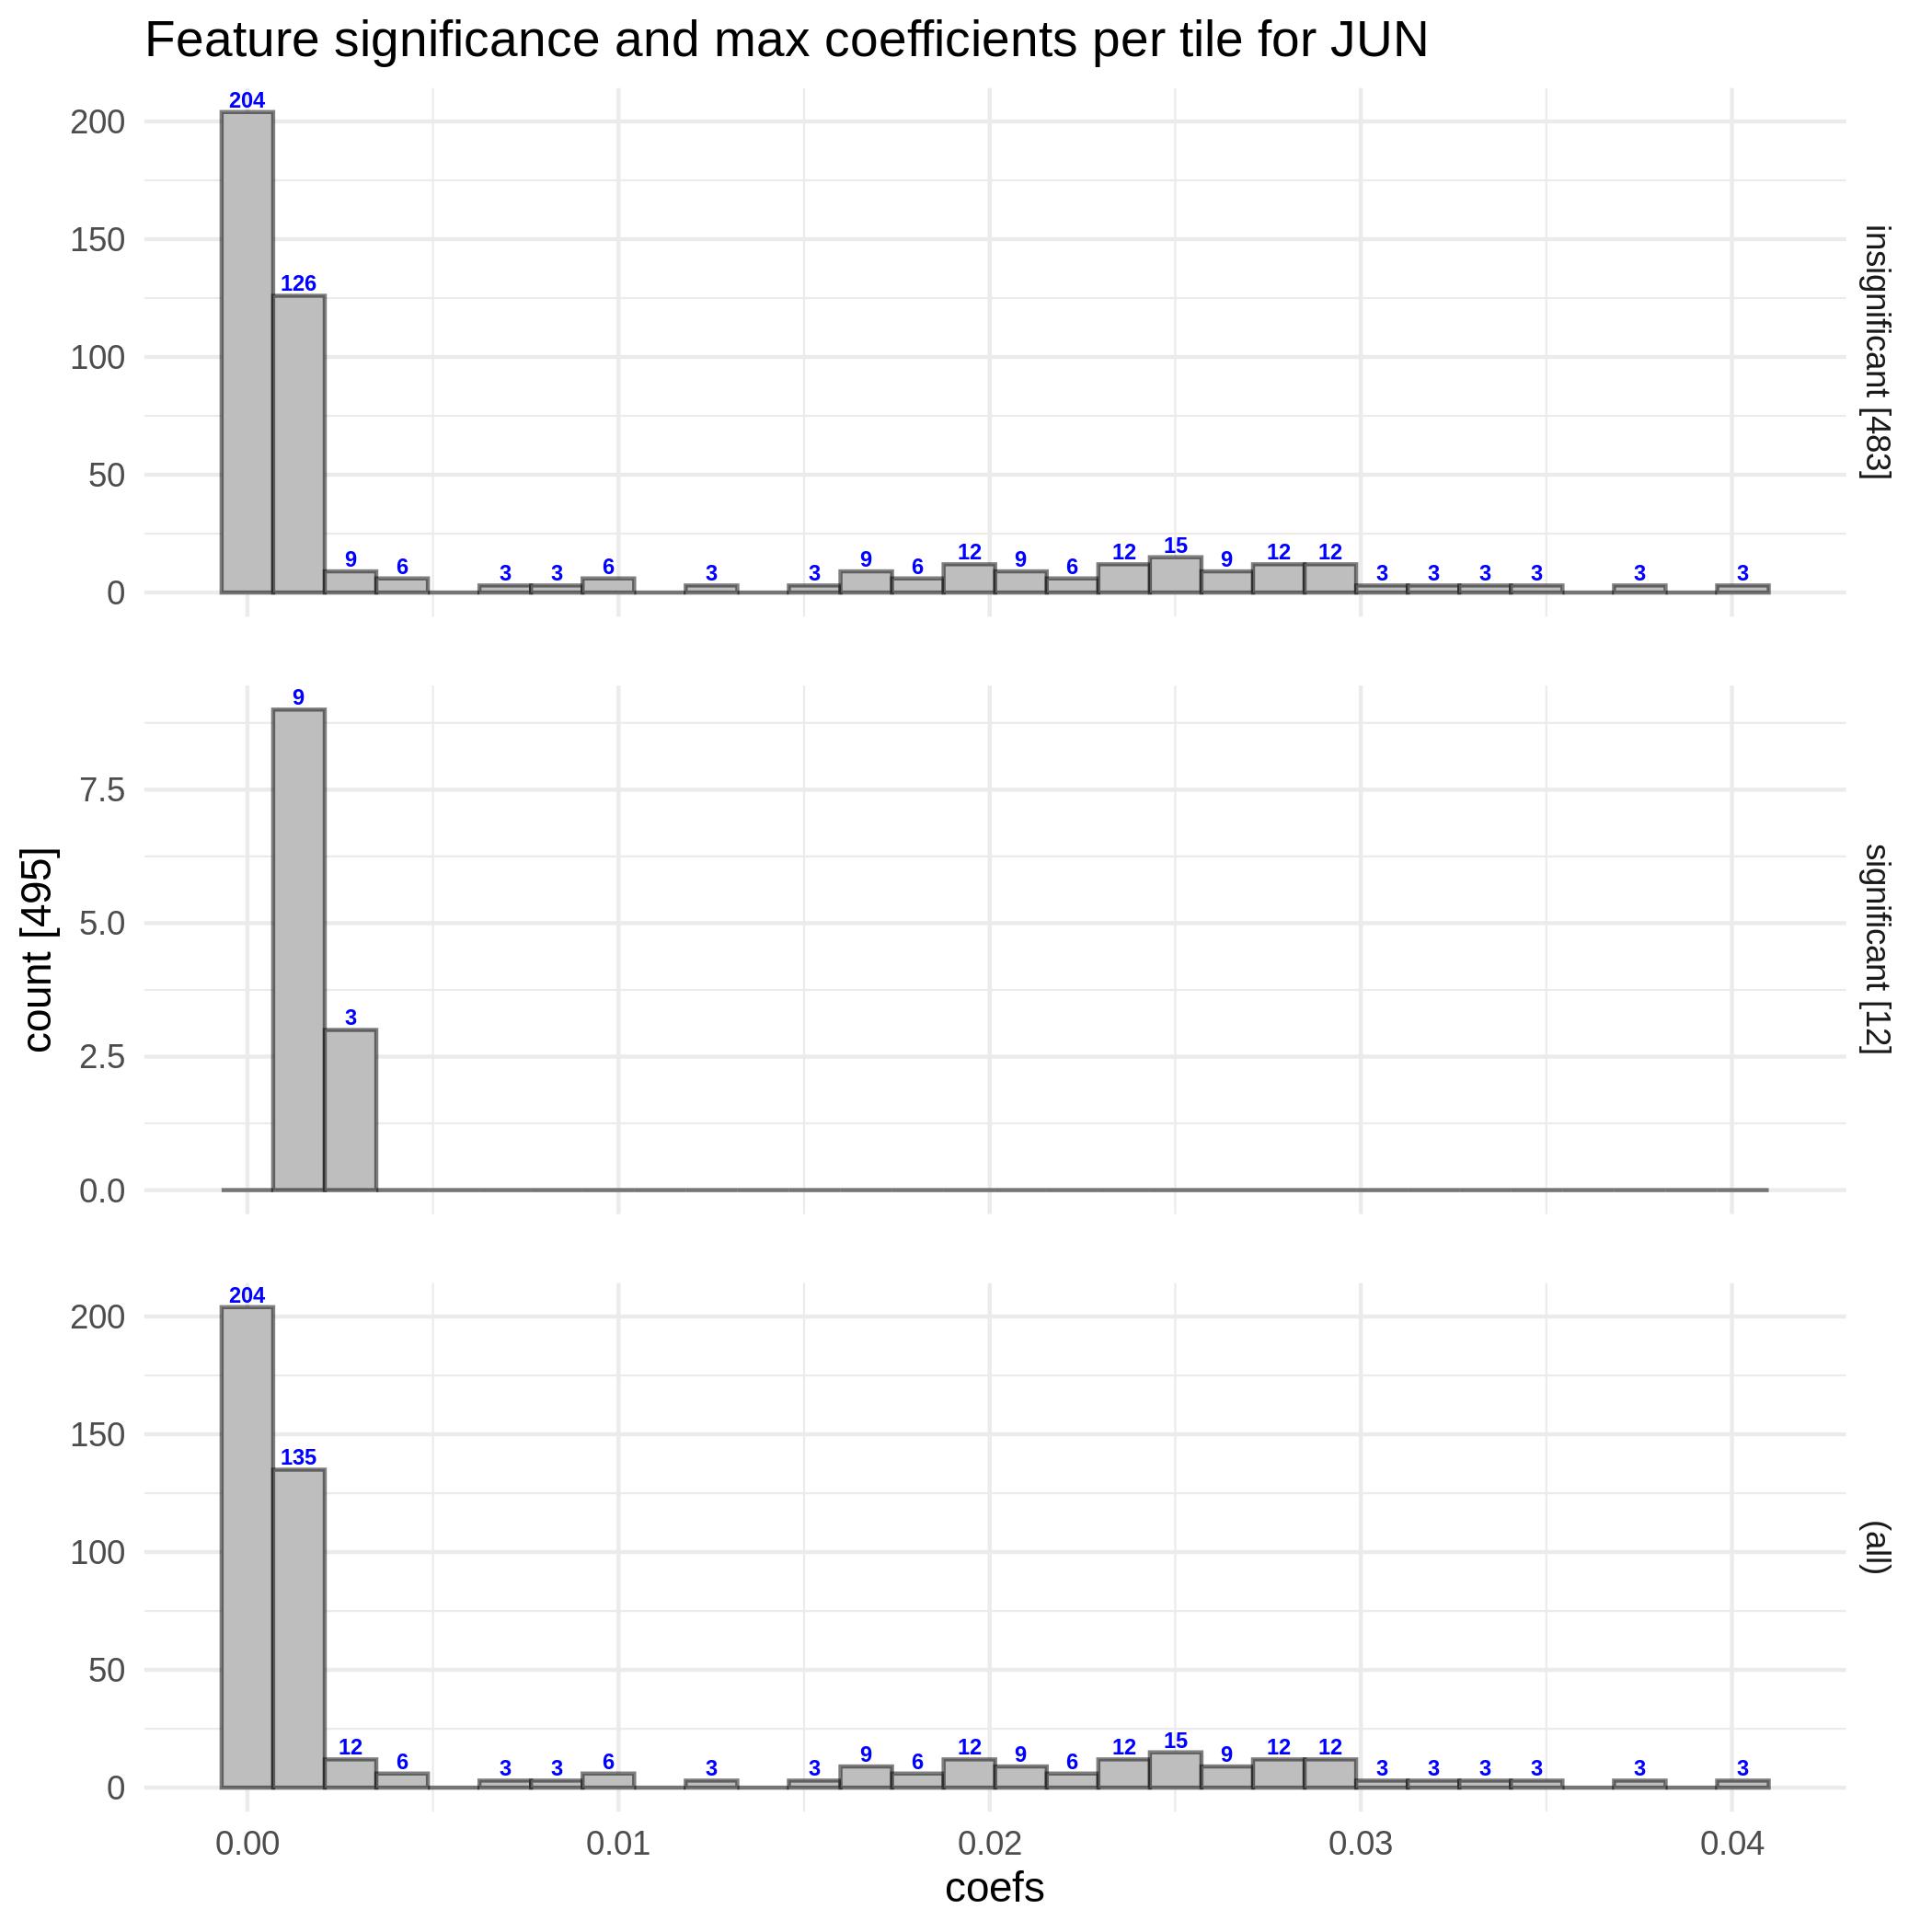 Feature significance and max coefficients per tile for JUN
204
200
150
126
100
50
9 6 3 3 6 3 3 9 6 12 9 6 12 15 9 12 12 3 3 3 3 3 3
0
insignificant [483]
9
7.5
5.0
3
2.5
0.0
significant [12]
count [495]
204
200
150
135
100
50
12 6 3 3 6 3 3 9 6 12 9 6 12 15 9 12 12 3 3 3 3 3 3
0
(all)
0.00 0.01 0.02 0.03 0.04
coefs